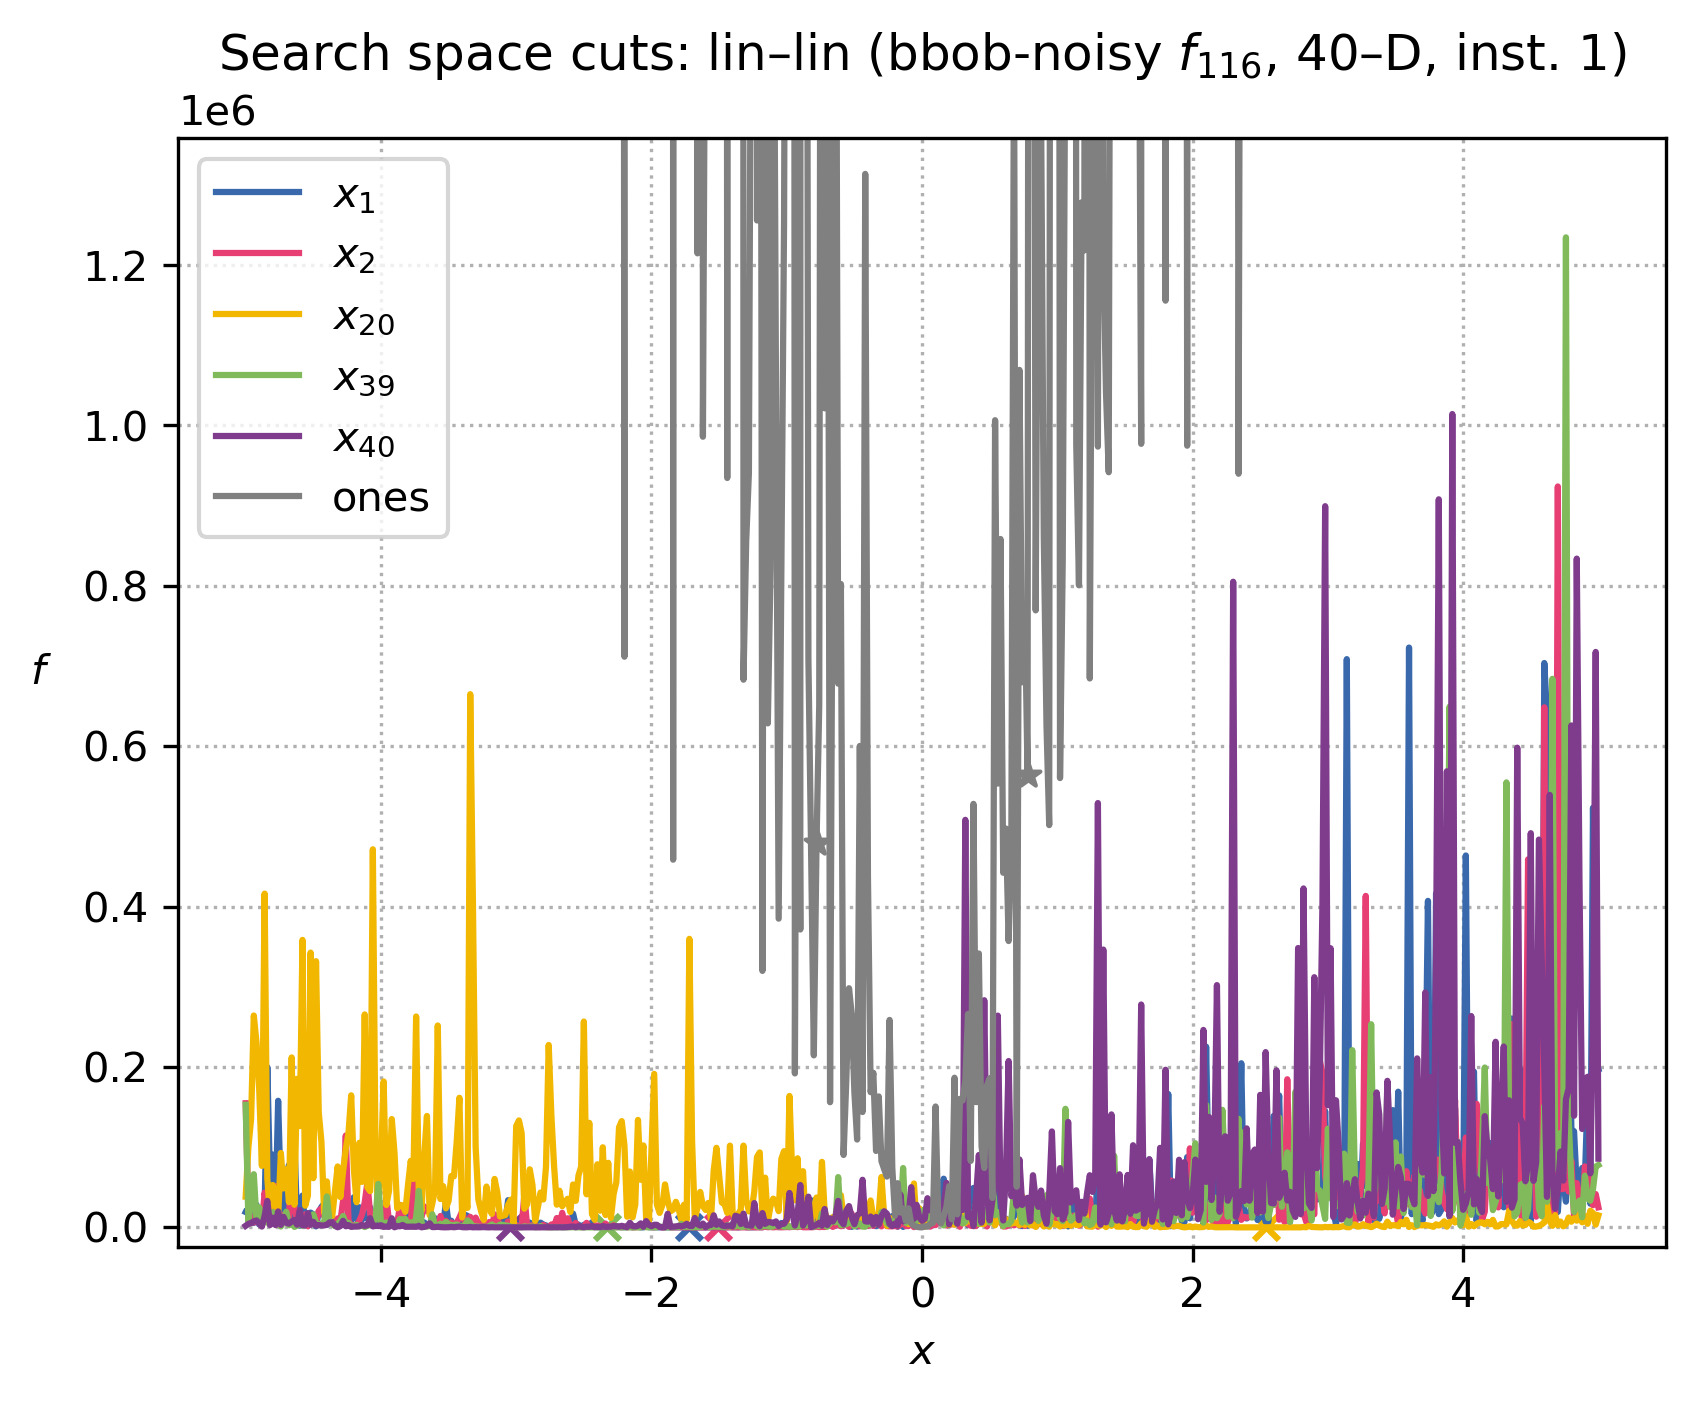 Search space cuts: lin–lin (bbob-noisy f₁₁₆, 40–D, inst. 1)
1e6
x₁
x₂
x₂₀
x₃₉
x₄₀
ones
1.2
1.0
0.8
0.6
0.4
0.2
0.0
f
−4 −2 0 2 4
x